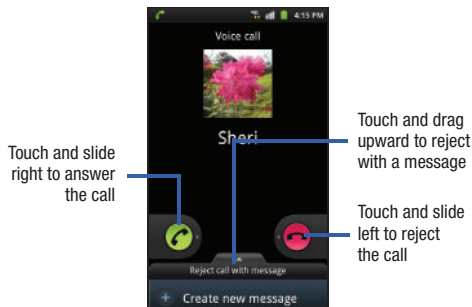 4:15 PM
Voice call
Sheri
Touch and slide
right to answer
the call
Touch and drag
upward to reject
with a message
Touch and slide
left to reject
the call
Reject call with message
Create new message